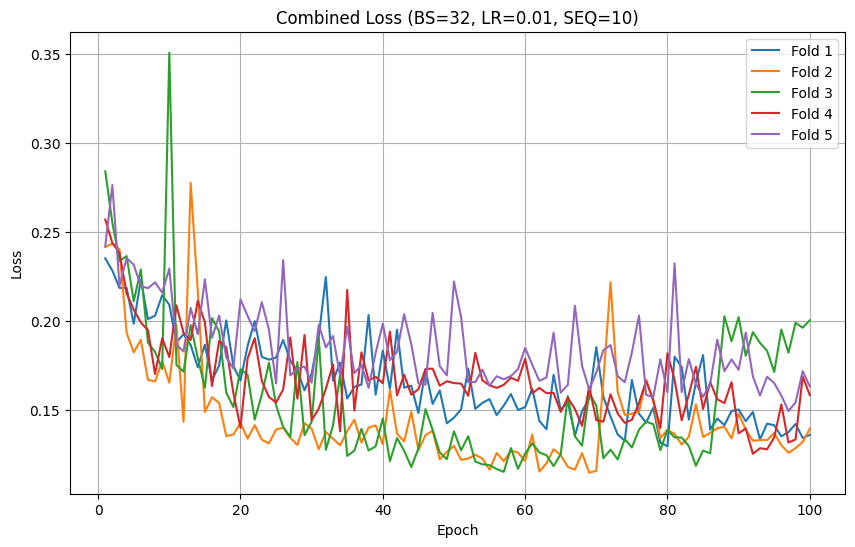 Combined Loss (BS=32, LR=0.01, SEQ=10)
Fold 1
Fold 2
Fold 3
Fold 4
Fold 5
Loss
0.35
0.30
0.25
0.20
0.15
0
20
40
60
80
100
Epoch